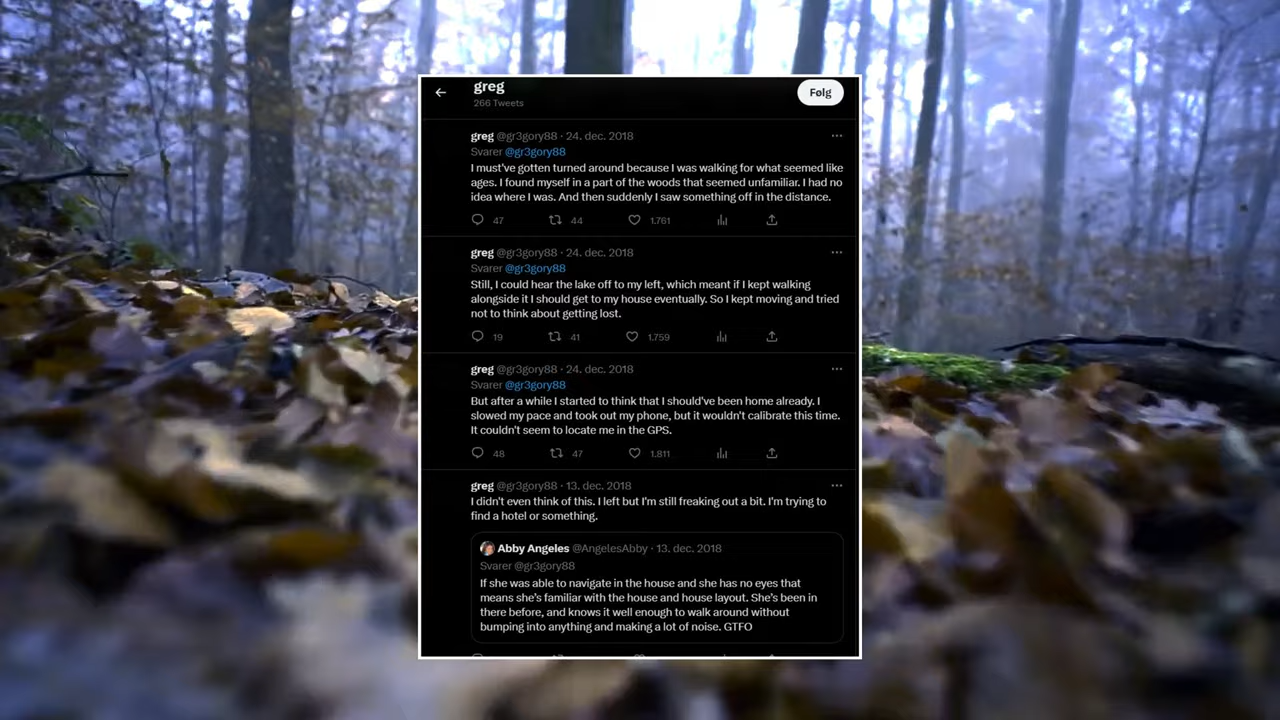 greg
266 Tweets
Følg
greg @gr3gory88 · 24. dec. 2018
Svarer @gr3gory88
I must've gotten turned around because I was walking for what seemed like
ages. I found myself in a part of the woods that seemed unfamiliar. I had no
idea where I was. And then suddenly I saw something off in the distance.
47 44 1.761
greg @gr3gory88 · 24. dec. 2018
Svarer @gr3gory88
Still, I could hear the lake off to my left, which meant if I kept walking
alongside it I should get to my house eventually. So I kept moving and tried
not to think about getting lost.
19 41 1.759
greg @gr3gory88 · 24. dec. 2018
Svarer @gr3gory88
But after a while I started to think that I should've been home already. I
slowed my pace and took out my phone, but it wouldn't calibrate this time.
It couldn't seem to locate me in the GPS.
48 47 1.811
greg @gr3gory88 · 13. dec. 2018
I didn't even think of this. I left but I'm still freaking out a bit. I'm trying to
find a hotel or something.
Abby Angeles @AngelesAbby · 13. dec. 2018
Svarer @gr3gory88
If she was able to navigate in the house and she has no eyes that
means she's familiar with the house and house layout. She's been in
there before, and knows it well enough to walk around without
bumping into anything and making a lot of noise. GTFO